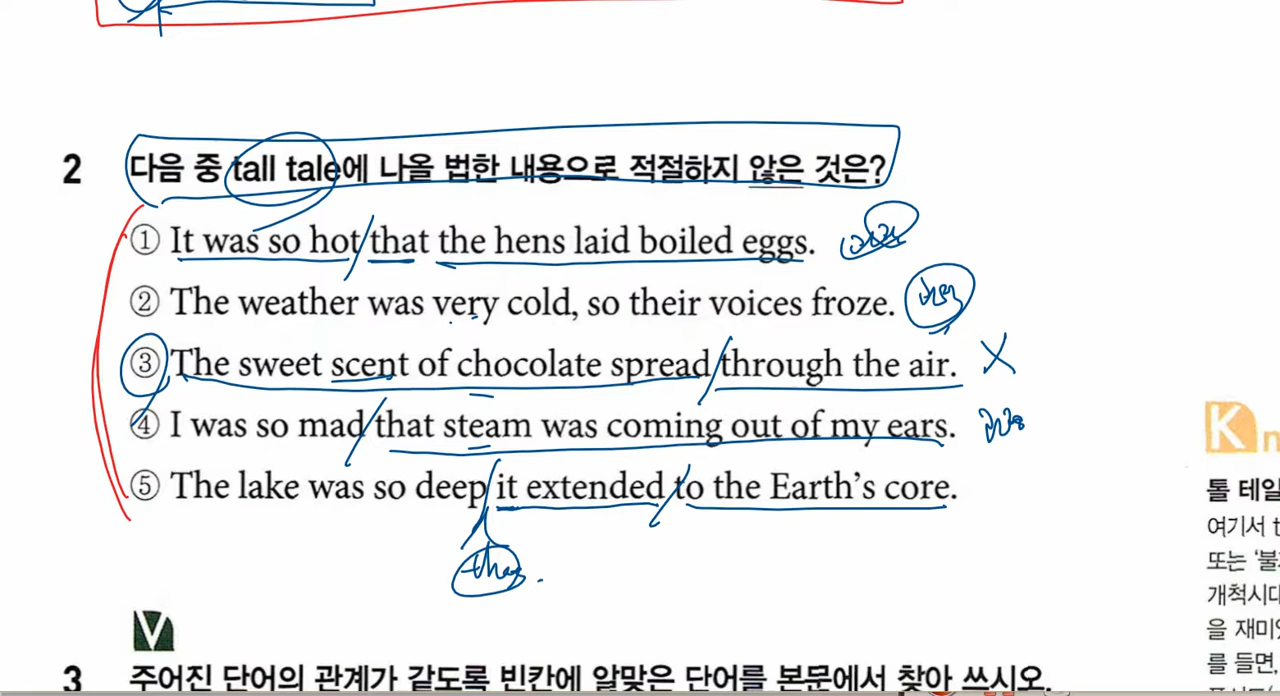 2 다음 중 tall tale에 나올 법한 내용으로 적절하지 않은 것은?
① It was so hot that the hens laid boiled eggs.
② The weather was very cold, so their voices froze.
③ The sweet scent of chocolate spread through the air. X
④ I was so mad that steam was coming out of my ears.
⑤ The lake was so deep it extended to the Earth's core.
K
톨 테일
여기서 t
또는 '불
개척시대
을 재미있
를 들면,
V
3 주어진 단어의 관계가 같도록 빈칸에 알맞은 단어를 본문에서 찾아 쓰시오.